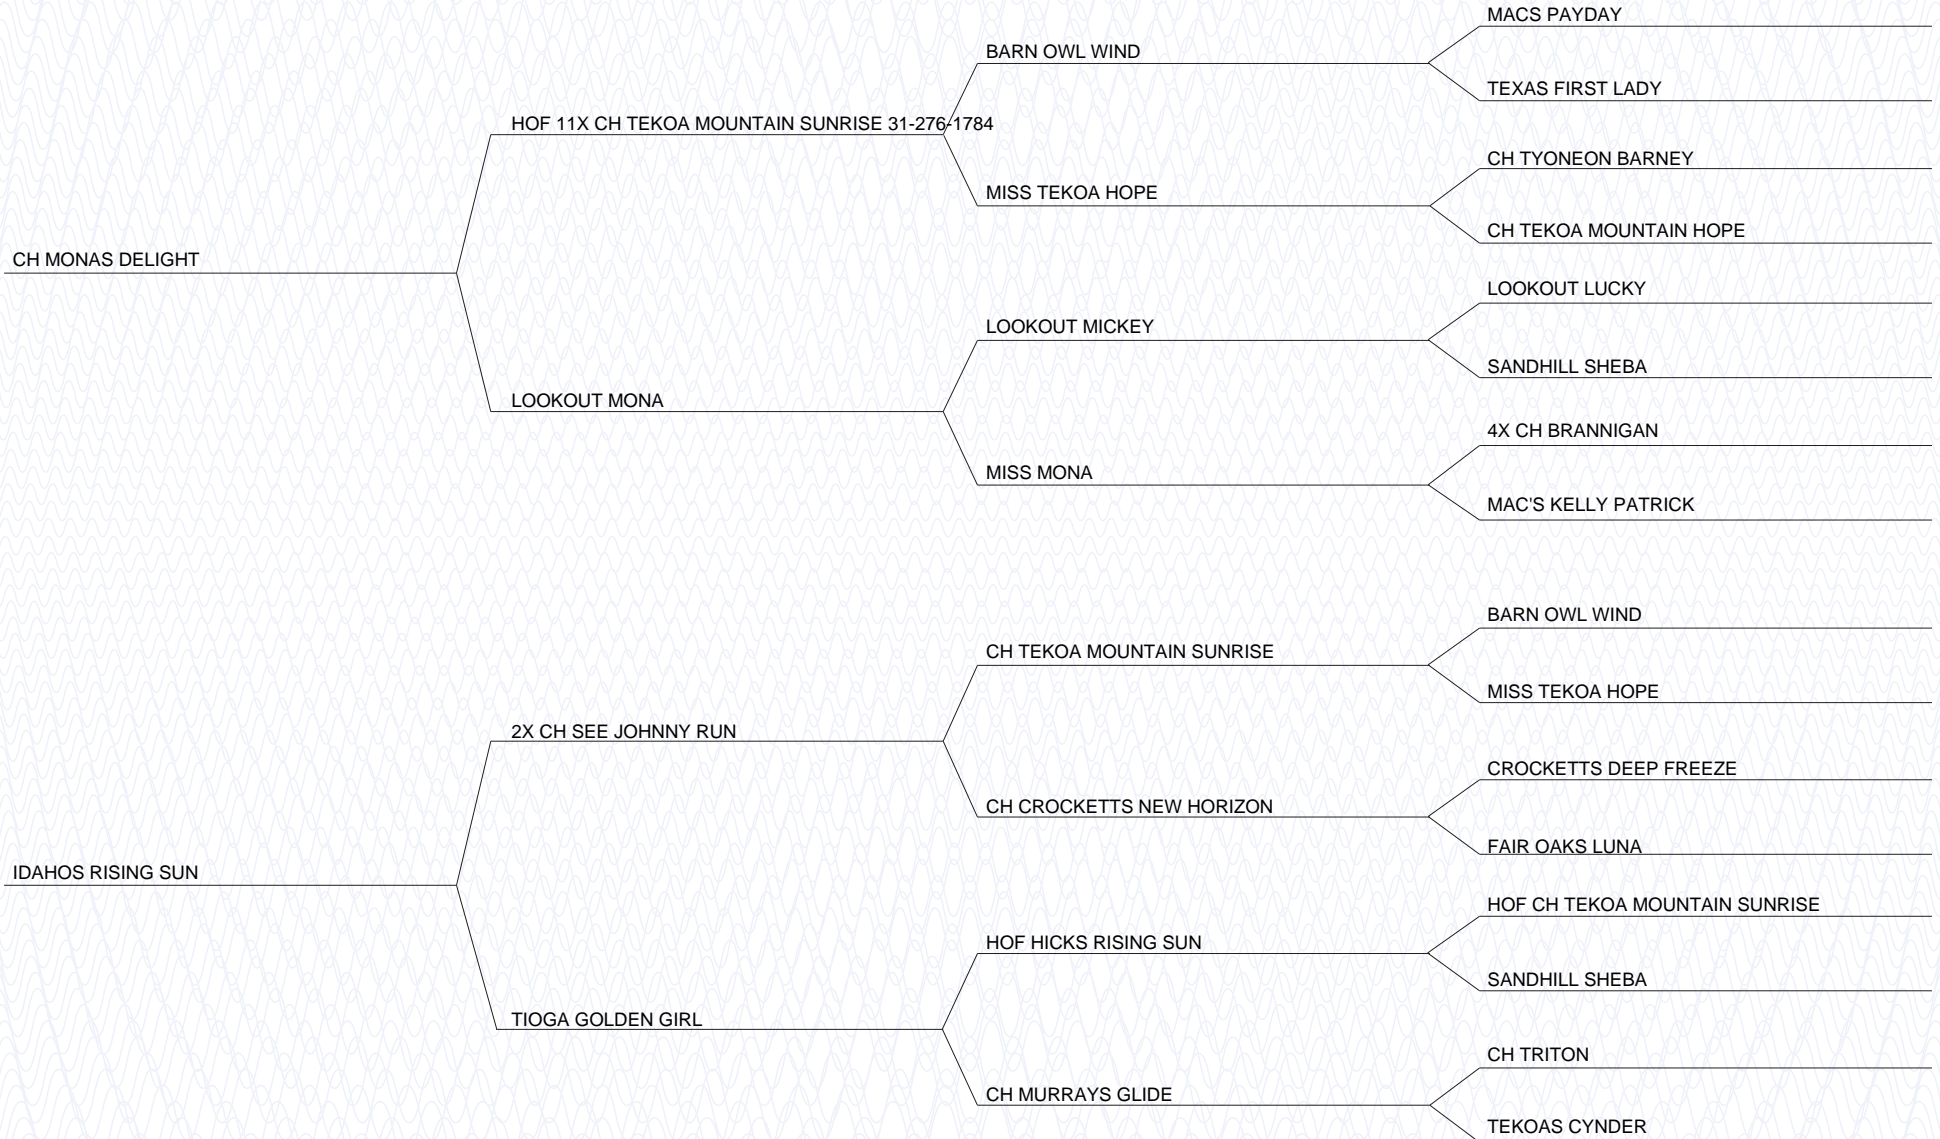 MACS PAYDAY
BARN OWL WIND
TEXAS FIRST LADY
HOF 11X CH TEKOA MOUNTAIN SUNRISE 31-276-1784
CH TYONEON BARNEY
MISS TEKOA HOPE
CH TEKOA MOUNTAIN HOPE
CH MONAS DELIGHT
LOOKOUT LUCKY
LOOKOUT MICKEY
SANDHILL SHEBA
LOOKOUT MONA
4X CH BRANNIGAN
MISS MONA
MAC'S KELLY PATRICK
BARN OWL WIND
CH TEKOA MOUNTAIN SUNRISE
MISS TEKOA HOPE
2X CH SEE JOHNNY RUN
CROCKETTS DEEP FREEZE
CH CROCKETTS NEW HORIZON
FAIR OAKS LUNA
IDAHOS RISING SUN
HOF CH TEKOA MOUNTAIN SUNRISE
HOF HICKS RISING SUN
SANDHILL SHEBA
TIOGA GOLDEN GIRL
CH TRITON
CH MURRAYS GLIDE
TEKOAS CYNDER